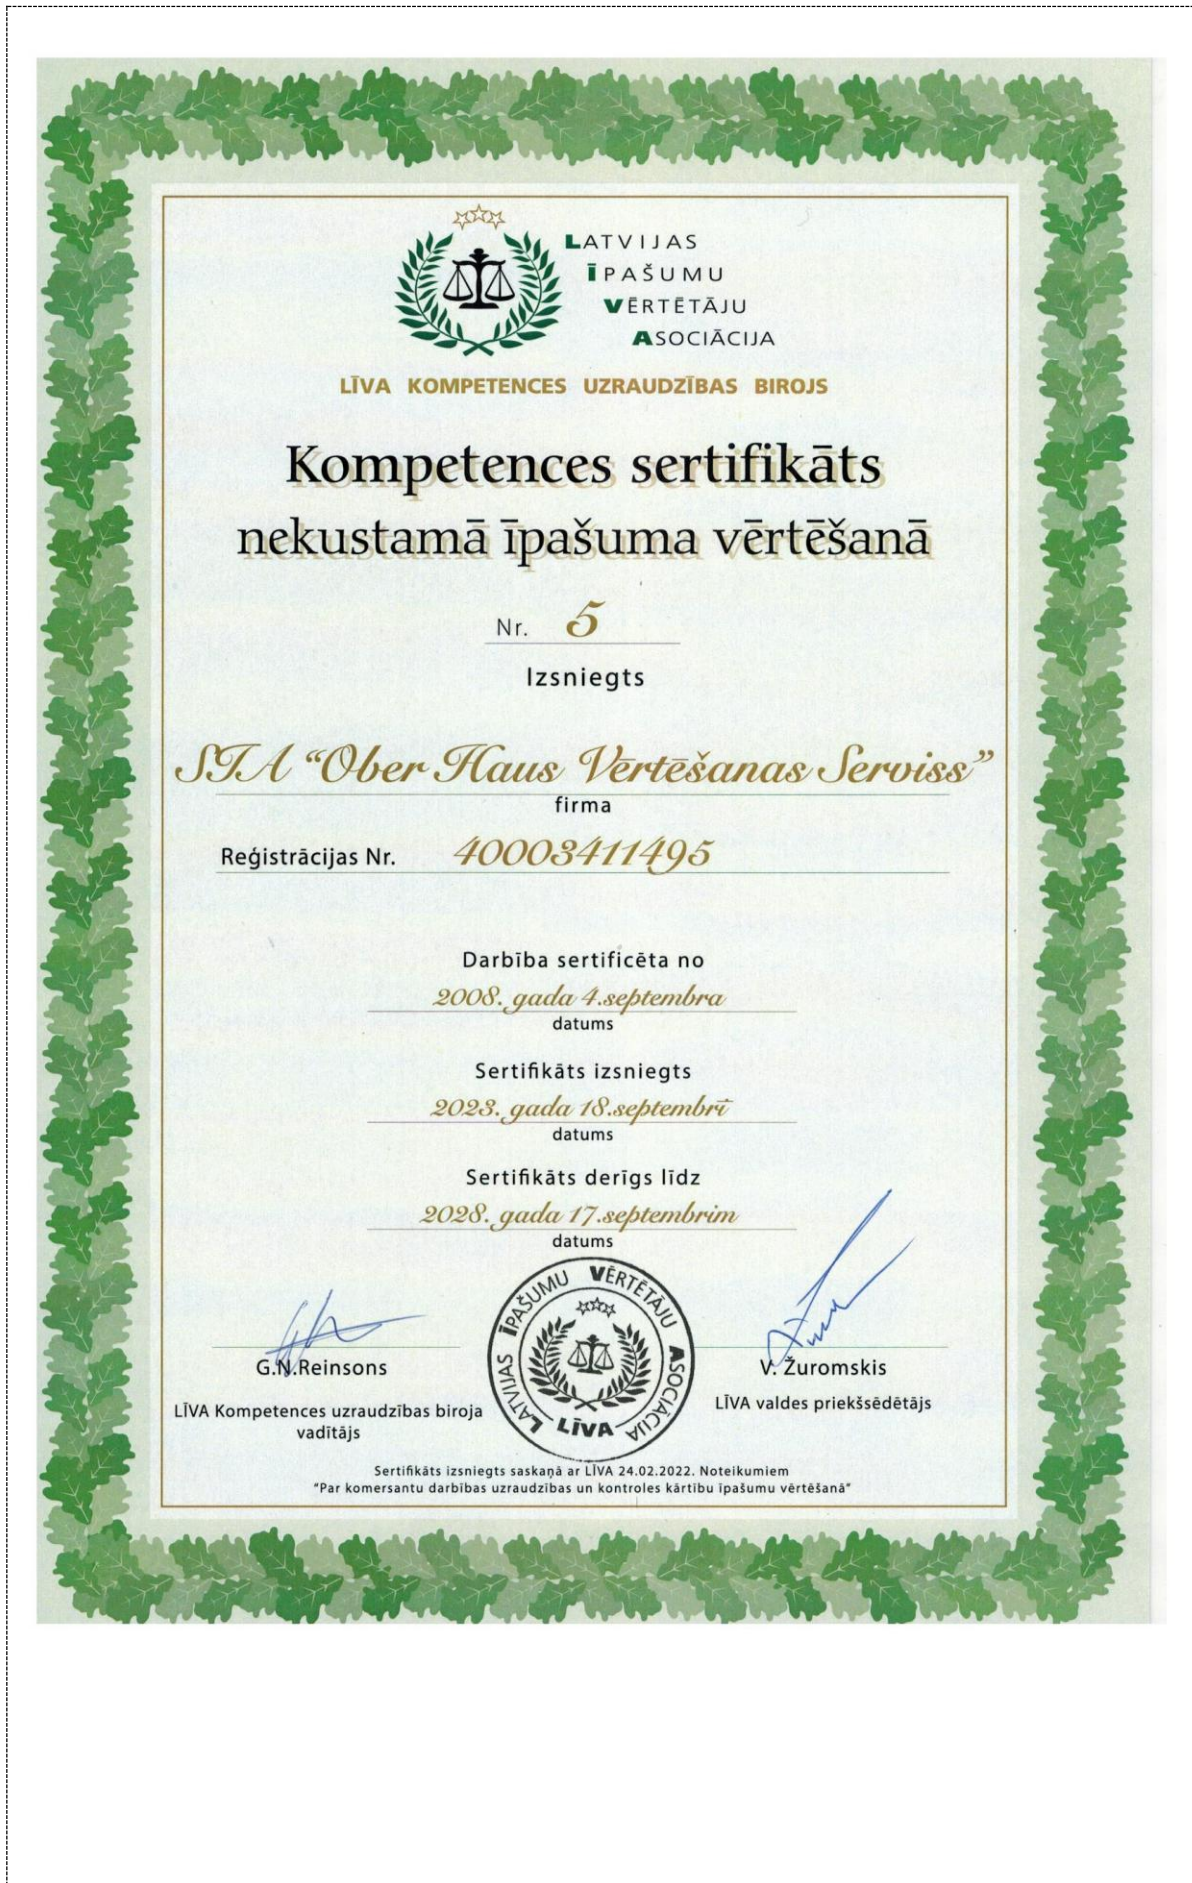 LATVIJAS
ĪPAŠUMU
VĒRTĒTĀJU
ASOCIĀCIJA
LĪVA KOMPETENCES UZRAUDZĪBAS BIROJS
Kompetences sertifikāts
nekustamā īpašuma vērtēšanā
Nr. 5
Izsniegts
SIA “Ober Haus Vērtēšanas Serviss”
firma
Reģistrācijas Nr. 40003411495
Darbība sertificēta no
2008. gada 4.septembra
datums
Sertifikāts izsniegts
2023. gada 18.septembrī
datums
Sertifikāts derīgs līdz
2028. gada 17.septembrim
datums
LATVIJAS ĪPAŠUMU VĒRTĒTĀJU ASOCIĀCIJA
LĪVA
G.N.Reinsons
LĪVA Kompetences uzraudzības biroja
vadītājs
V. Žuromskis
LĪVA valdes priekšsēdētājs
Sertifikāts izsniegts saskaņā ar LĪVA 24.02.2022. Noteikumiem
“Par komersantu darbības uzraudzības un kontroles kārtību īpašumu vērtēšanā”